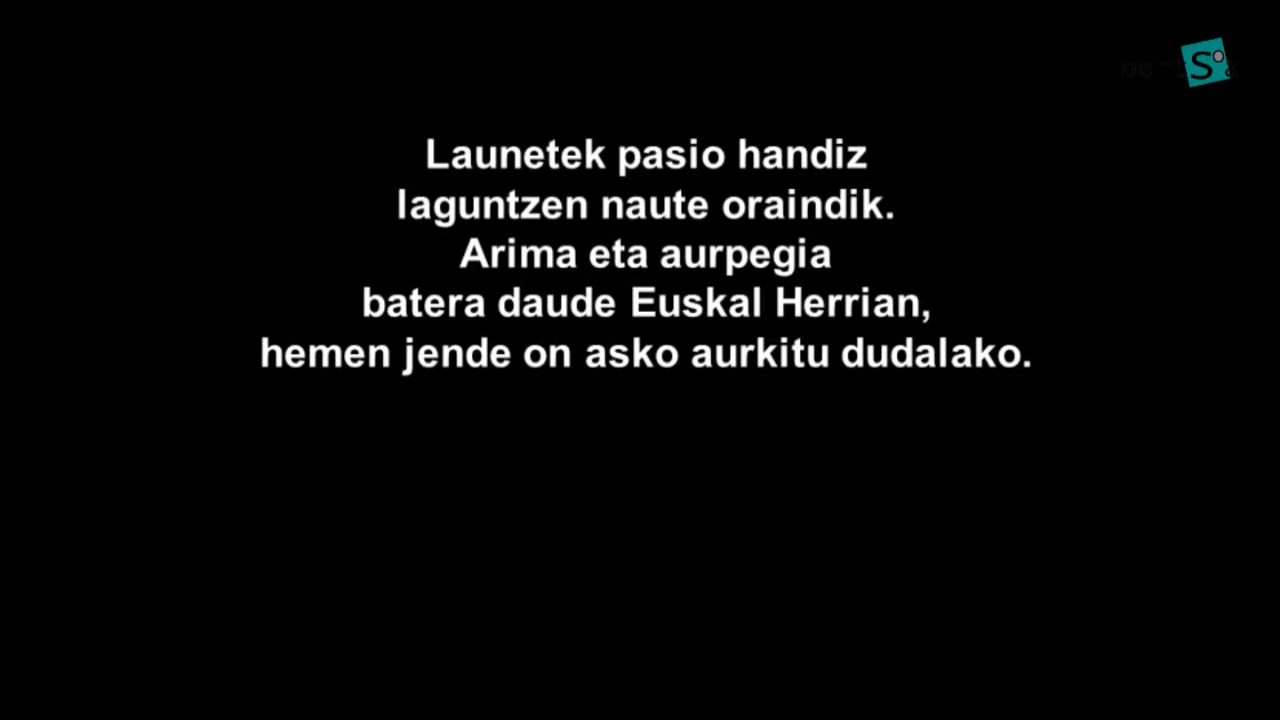 Launetek pasio handiz
laguntzen naute oraindik.
Arima eta aurpegia
batera daude Euskal Herrian,
hemen jende on asko aurkitu dudalako.